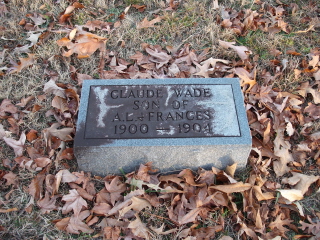 CLAUDE WADE
SON OF
A.L. & FRANCES
1900 — 1904